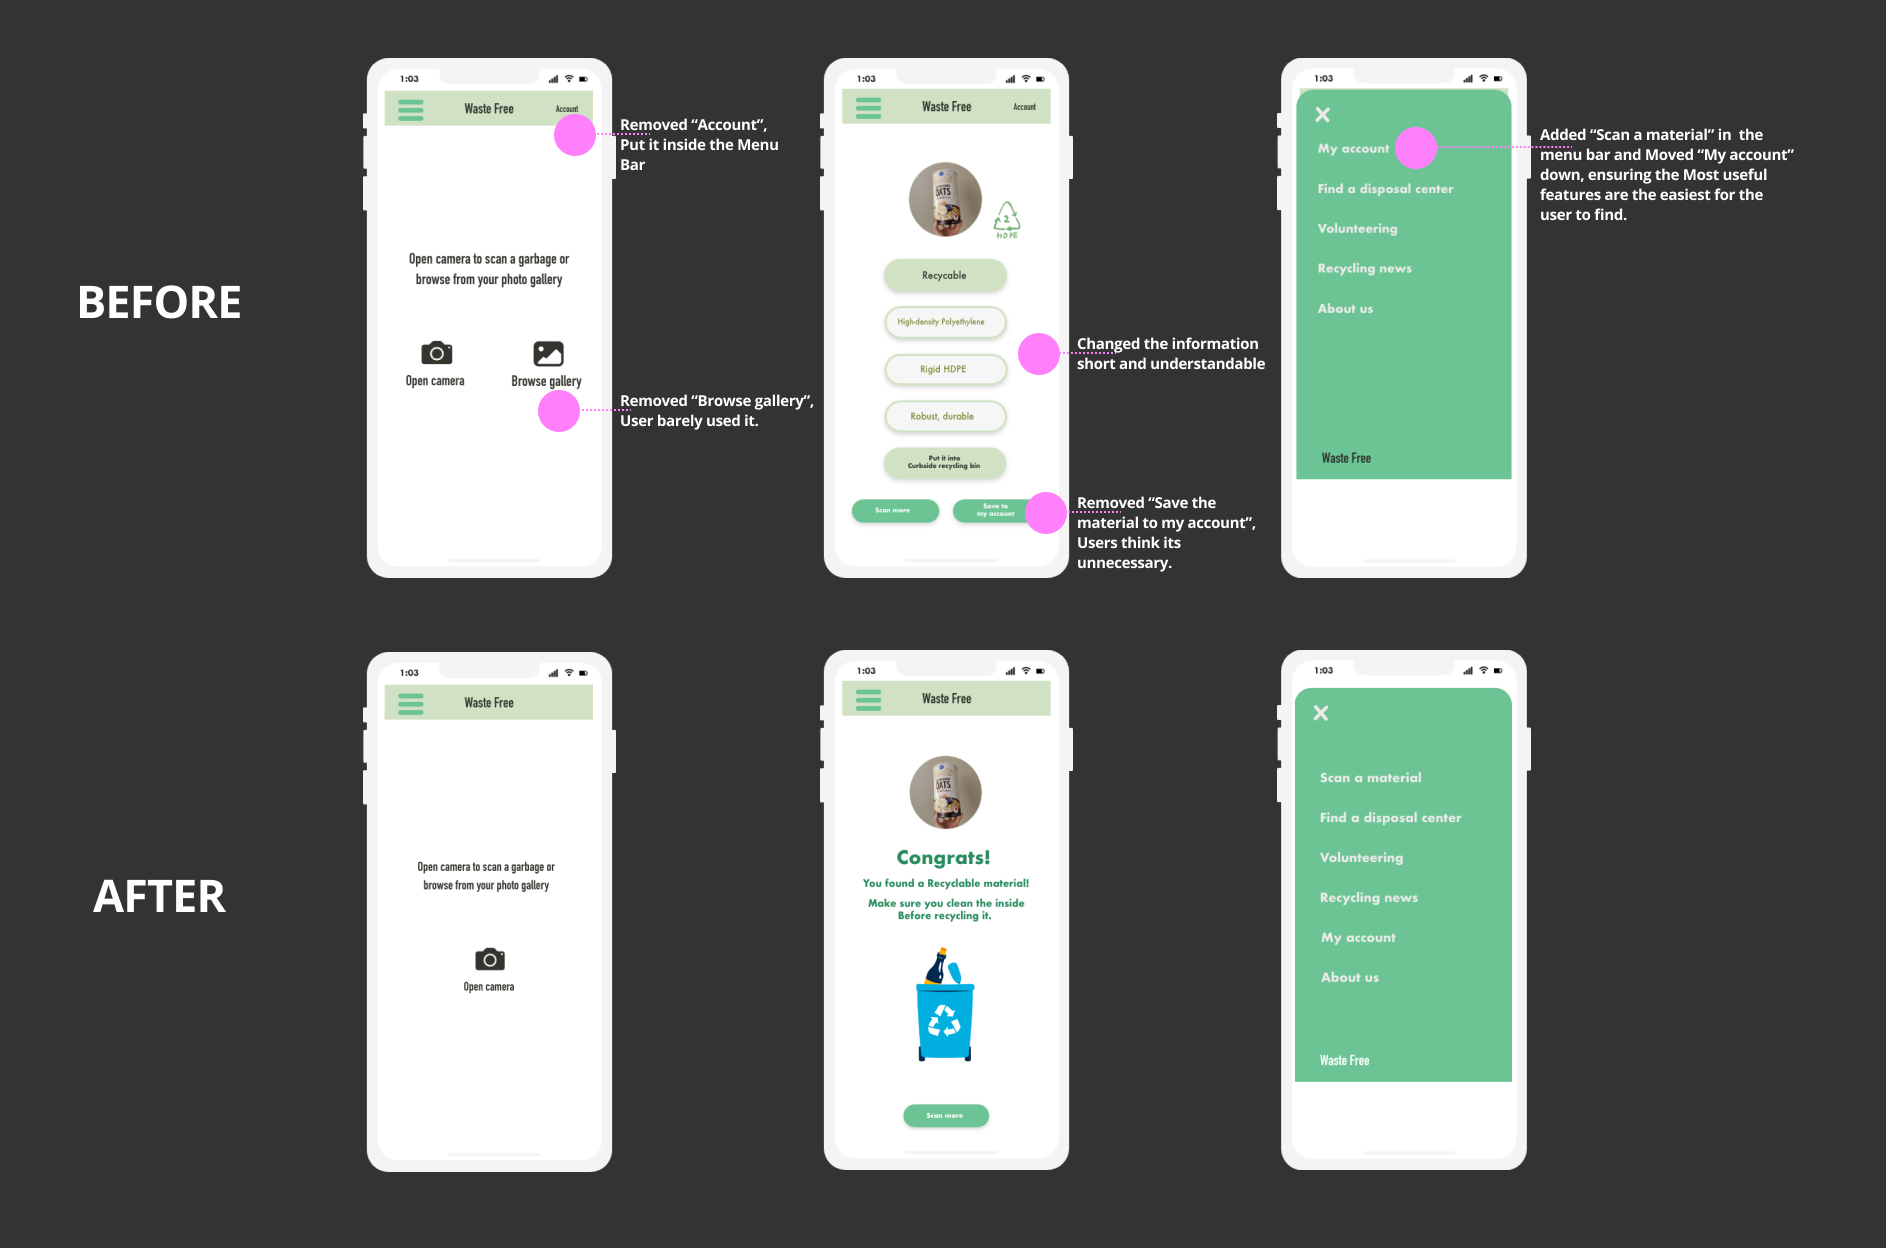 BEFORE
1:03
Waste Free
Account
Open camera to scan a garbage or
browse from your photo gallery
Open camera
Browse gallery
Removed “Account”,
Put it inside the Menu
Bar
Removed “Browse gallery”,
User barely used it.
1:03
Waste Free
Account
OATS
2
HDPE
Recycable
High-density Polyethylene
Rigid HDPE
Robust, durable
Put it into
Curbside recycling bin
Scan more
Save to
my account
Changed the information
short and understandable
Removed “Save the
material to my account”,
Users think its
unnecessary.
1:03
My account
Find a disposal center
Volunteering
Recycling news
About us
Waste Free
Added “Scan a material” in the
menu bar and Moved “My account”
down, ensuring the Most useful
features are the easiest for the
user to find.
AFTER
1:03
Waste Free
Open camera to scan a garbage or
browse from your photo gallery
Open camera
1:03
Waste Free
OATS
Congrats!
You found a Recyclable material!
Make sure you clean the inside
Before recycling it.
Scan more
1:03
Scan a material
Find a disposal center
Volunteering
Recycling news
My account
About us
Waste Free